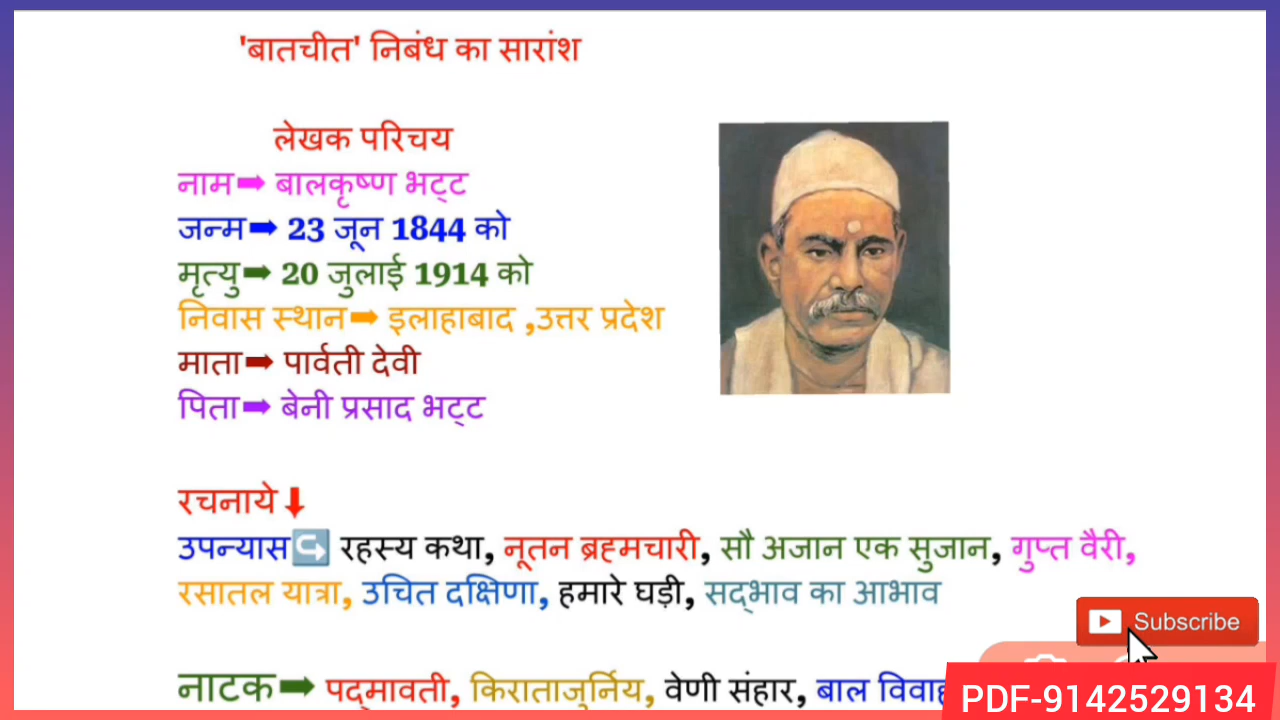 'बातचीत' निबंध का सारांश
लेखक परिचय
नाम➡ बालकृष्ण भट्ट
जन्म➡ 23 जून 1844 को
मृत्यु➡ 20 जुलाई 1914 को
निवास स्थान➡ इलाहाबाद ,उत्तर प्रदेश
माता➡ पार्वती देवी
पिता➡ बेनी प्रसाद भट्ट
रचनाये⬇
उपन्यास↪ रहस्य कथा, नूतन ब्रह्मचारी, सौ अजान एक सुजान, गुप्त वैरी,
रसातल यात्रा, उचित दक्षिणा, हमारे घड़ी, सद्भाव का आभाव
Subscribe
नाटक➡ पद्मावती, किराताजुर्निय, वेणी संहार, बाल विवाह
PDF-9142529134